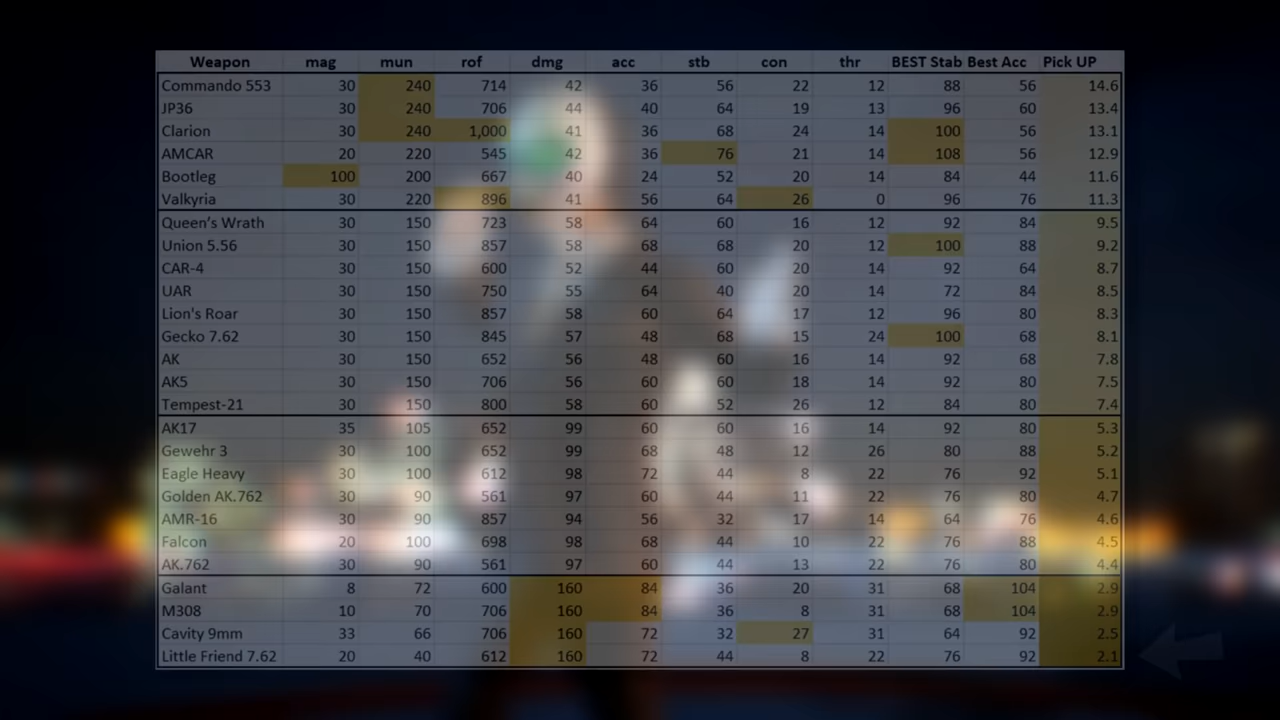 Weapon mag mun rof dmg acc stb con thr BEST Stab Best Acc Pick UP
Commando 553 30 240 714 42 36 56 22 12 88 56 14.6
JP36 30 240 706 44 40 64 19 13 96 60 13.4
Clarion 30 240 1,000 41 36 68 24 14 100 56 13.1
AMCAR 20 220 545 42 36 76 21 14 108 56 12.9
Bootleg 100 200 667 40 24 52 20 14 84 44 11.6
Valkyria 30 220 896 41 56 64 26 0 96 76 11.3
Queen's Wrath 30 150 723 58 64 60 16 12 92 84 9.5
Union 5.56 30 150 857 58 68 68 20 12 100 88 9.2
CAR-4 30 150 600 52 44 60 20 14 92 64 8.7
UAR 30 150 750 55 64 40 20 14 72 84 8.5
Lion's Roar 30 150 857 58 60 64 17 12 96 80 8.3
Gecko 7.62 30 150 845 57 48 68 15 24 100 68 8.1
AK 30 150 652 56 48 60 16 14 92 68 7.8
AK5 30 150 706 56 60 60 18 14 92 80 7.5
Tempest-21 30 150 800 58 60 52 26 12 84 80 7.4
AK17 35 105 652 99 60 60 16 14 92 80 5.3
Gewehr 3 30 100 652 99 68 48 12 26 80 88 5.2
Eagle Heavy 30 100 612 98 72 44 8 22 76 92 5.1
Golden AK.762 30 90 561 97 60 44 11 22 76 80 4.7
AMR-16 30 90 857 94 56 32 17 14 64 76 4.6
Falcon 20 100 698 98 68 44 10 22 76 88 4.5
AK.762 30 90 561 97 60 44 13 22 76 80 4.4
Galant 8 72 600 160 84 36 20 31 68 104 2.9
M308 10 70 706 160 84 36 8 31 68 104 2.9
Cavity 9mm 33 66 706 160 72 32 27 31 64 92 2.5
Little Friend 7.62 20 40 612 160 72 44 8 22 76 92 2.1